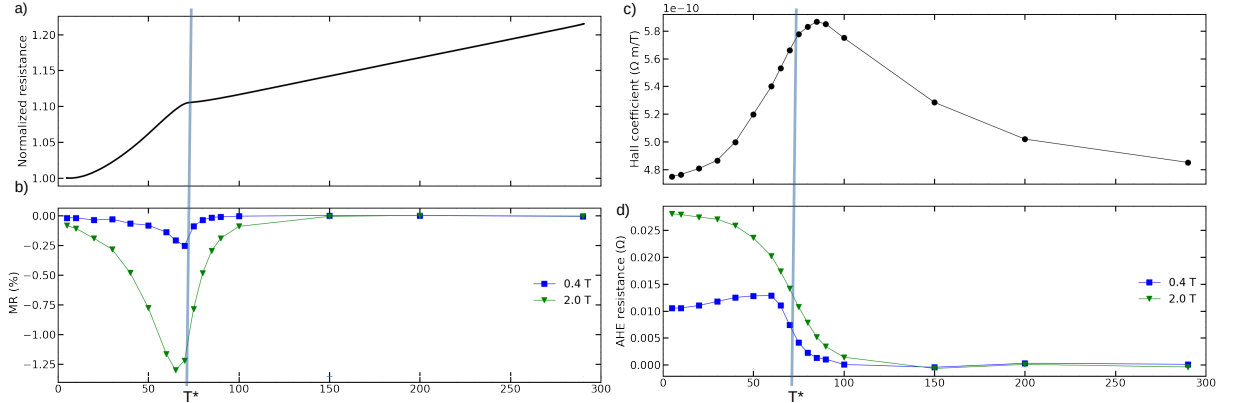 a)
Normalized resistance
1.20
1.15
1.10
1.05
1.00
b)
MR (%)
0.00
−0.25
−0.50
−0.75
−1.00
−1.25
0.4 T
2.0 T
0 50 100 150 200 250 300
T*
c)
1e−10
Hall coefficient (Ω m/T)
5.8
5.6
5.4
5.2
5.0
4.8
d)
AHE resistance (Ω)
0.025
0.020
0.015
0.010
0.005
0.000
0.4 T
2.0 T
0 50 100 150 200 250 300
T*